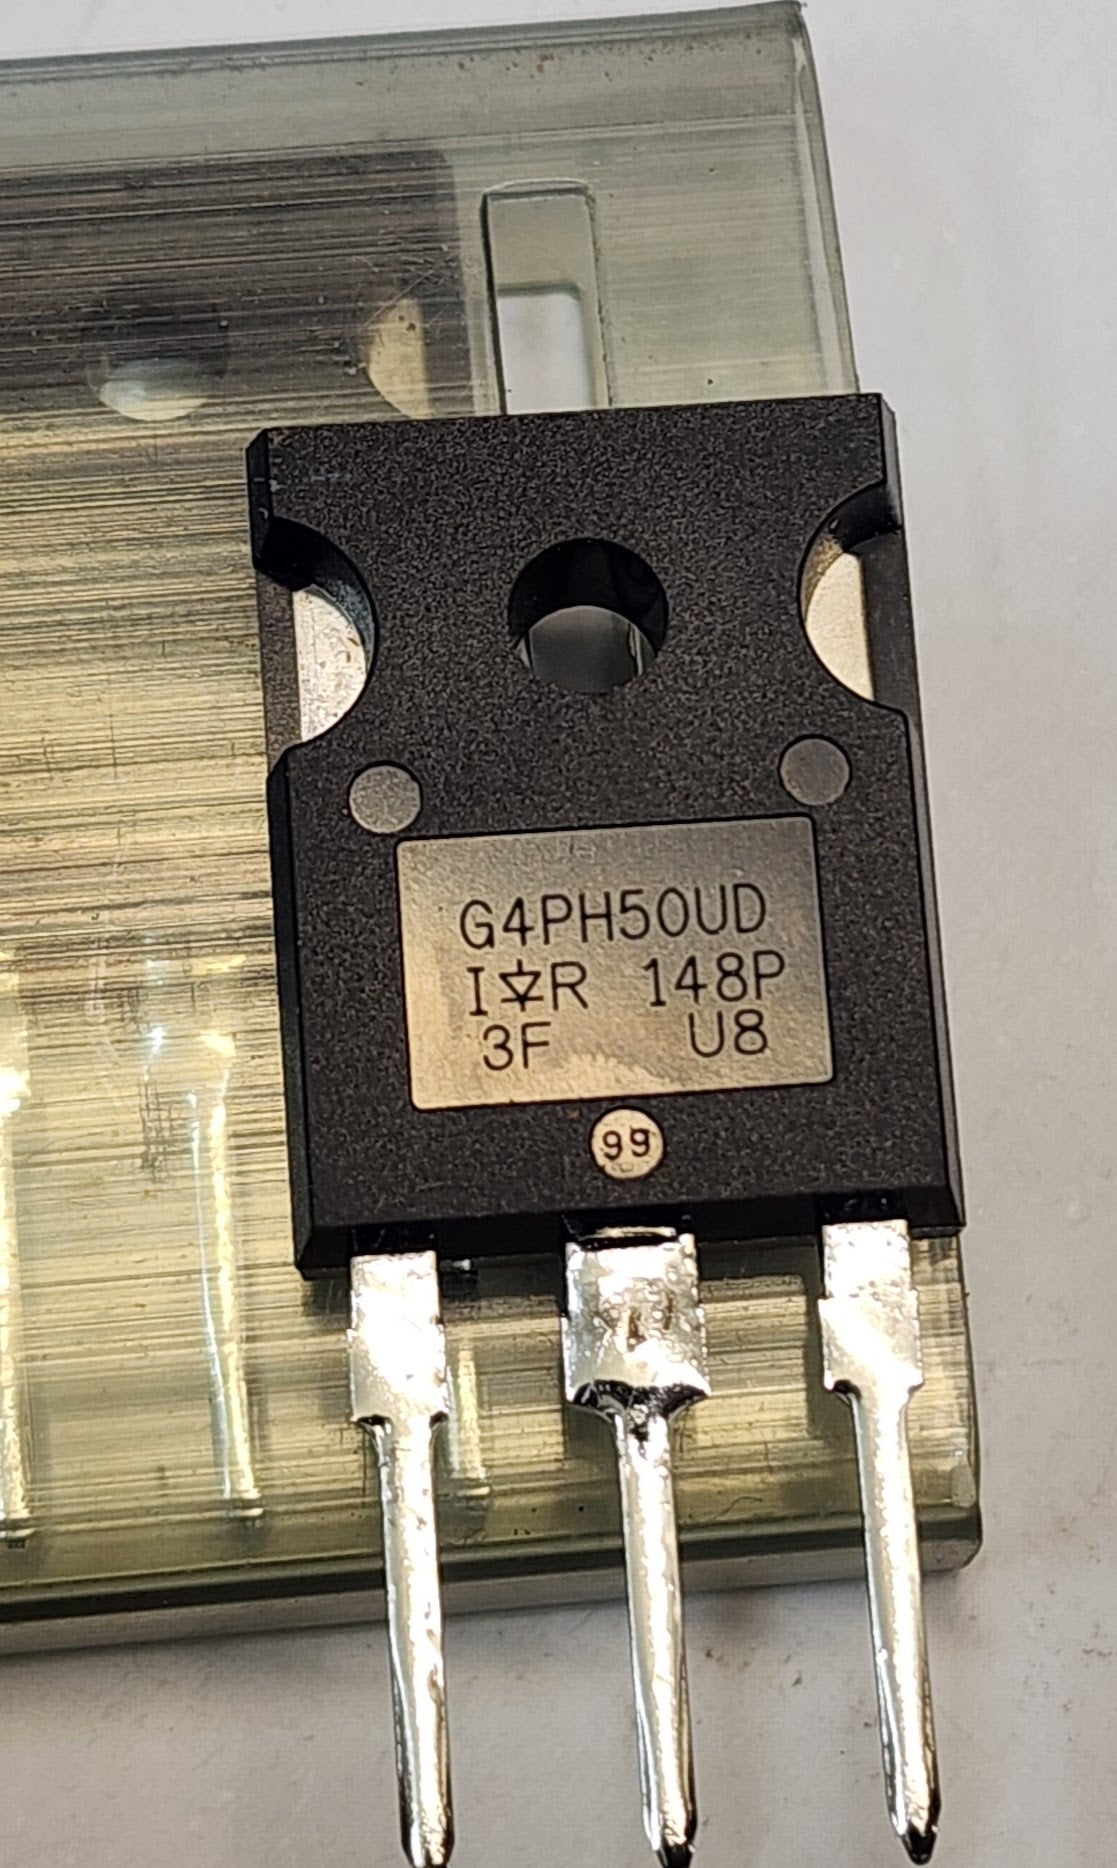 G4PH50UD
I R 148P
3F U8
99